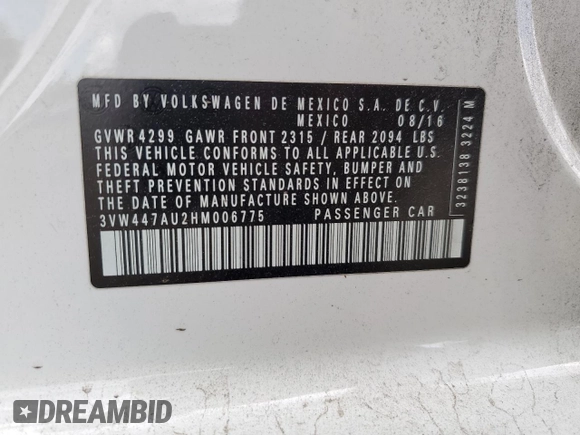 MFD BY VOLKSWAGEN DE MEXICO S.A. DE C.V.
MEXICO 08/16
GVWR 4299 GAWR FRONT 2315 / REAR 2094 LBS
THIS VEHICLE CONFORMS TO ALL APPLICABLE U.S.
FEDERAL MOTOR VEHICLE SAFETY, BUMPER AND
THEFT PREVENTION STANDARDS IN EFFECT ON
THE DATE OF MANUFACTURE SHOWN ABOVE.
3VW447AU2HM006775 PASSENGER CAR
3238138 3224 M
DREAMBID